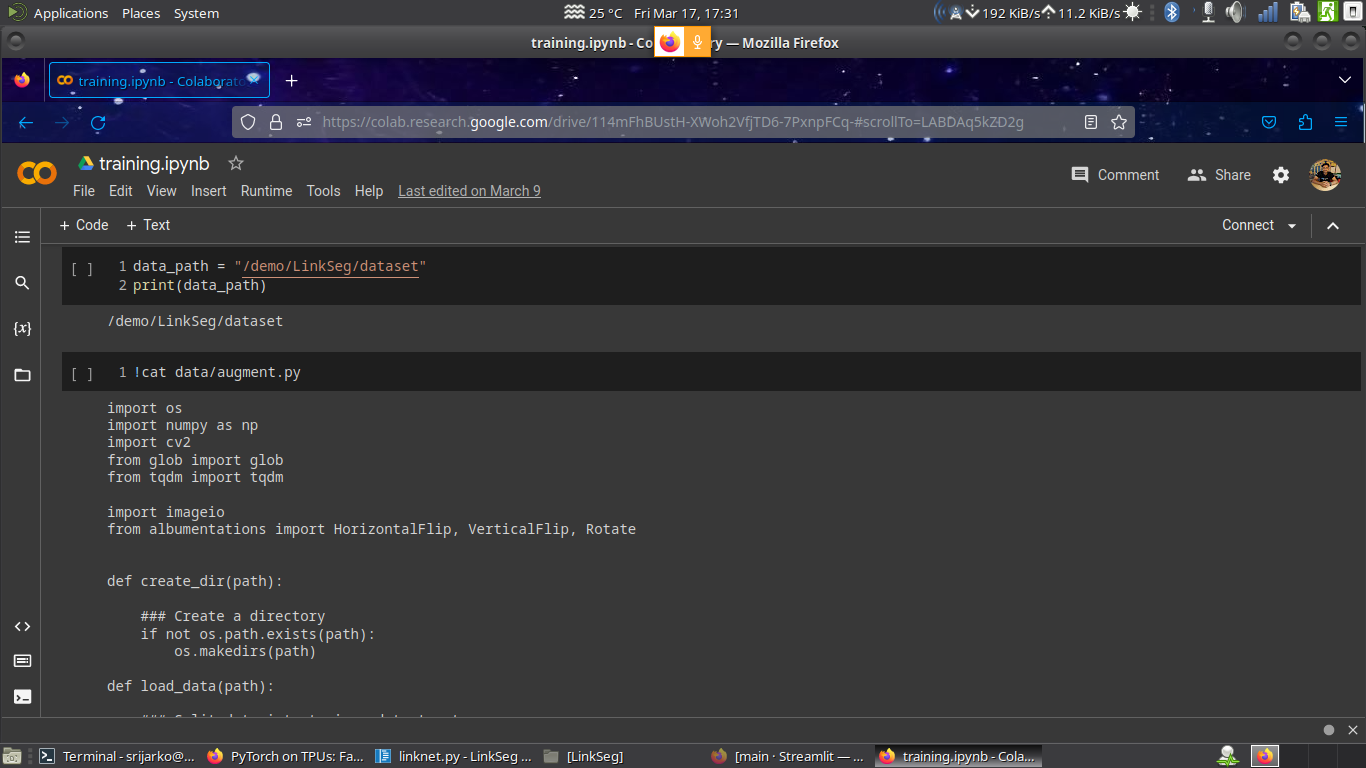 Applications Places System 25 °C Fri Mar 17, 17:31 192 KiB/s 11.2 KiB/s
training.ipynb - Co ry — Mozilla Firefox
training.ipynb - Colaborato
https://colab.research.google.com/drive/114mFhBUstH-XWoh2VfjTD6-7PxnpFCq-#scrollTo=LABDAq5kZD2g
training.ipynb
File Edit View Insert Runtime Tools Help Last edited on March 9
Comment Share
+ Code + Text Connect
[ ] 1 data_path = "/demo/LinkSeg/dataset"
2 print(data_path)
/demo/LinkSeg/dataset
[ ] 1 !cat data/augment.py
import os
import numpy as np
import cv2
from glob import glob
from tqdm import tqdm
import imageio
from albumentations import HorizontalFlip, VerticalFlip, Rotate
def create_dir(path):
### Create a directory
if not os.path.exists(path):
os.makedirs(path)
def load_data(path):
Terminal - srijarko@... PyTorch on TPUs: Fa... linknet.py - LinkSeg ... [LinkSeg] [main · Streamlit — ... training.ipynb - Cola...